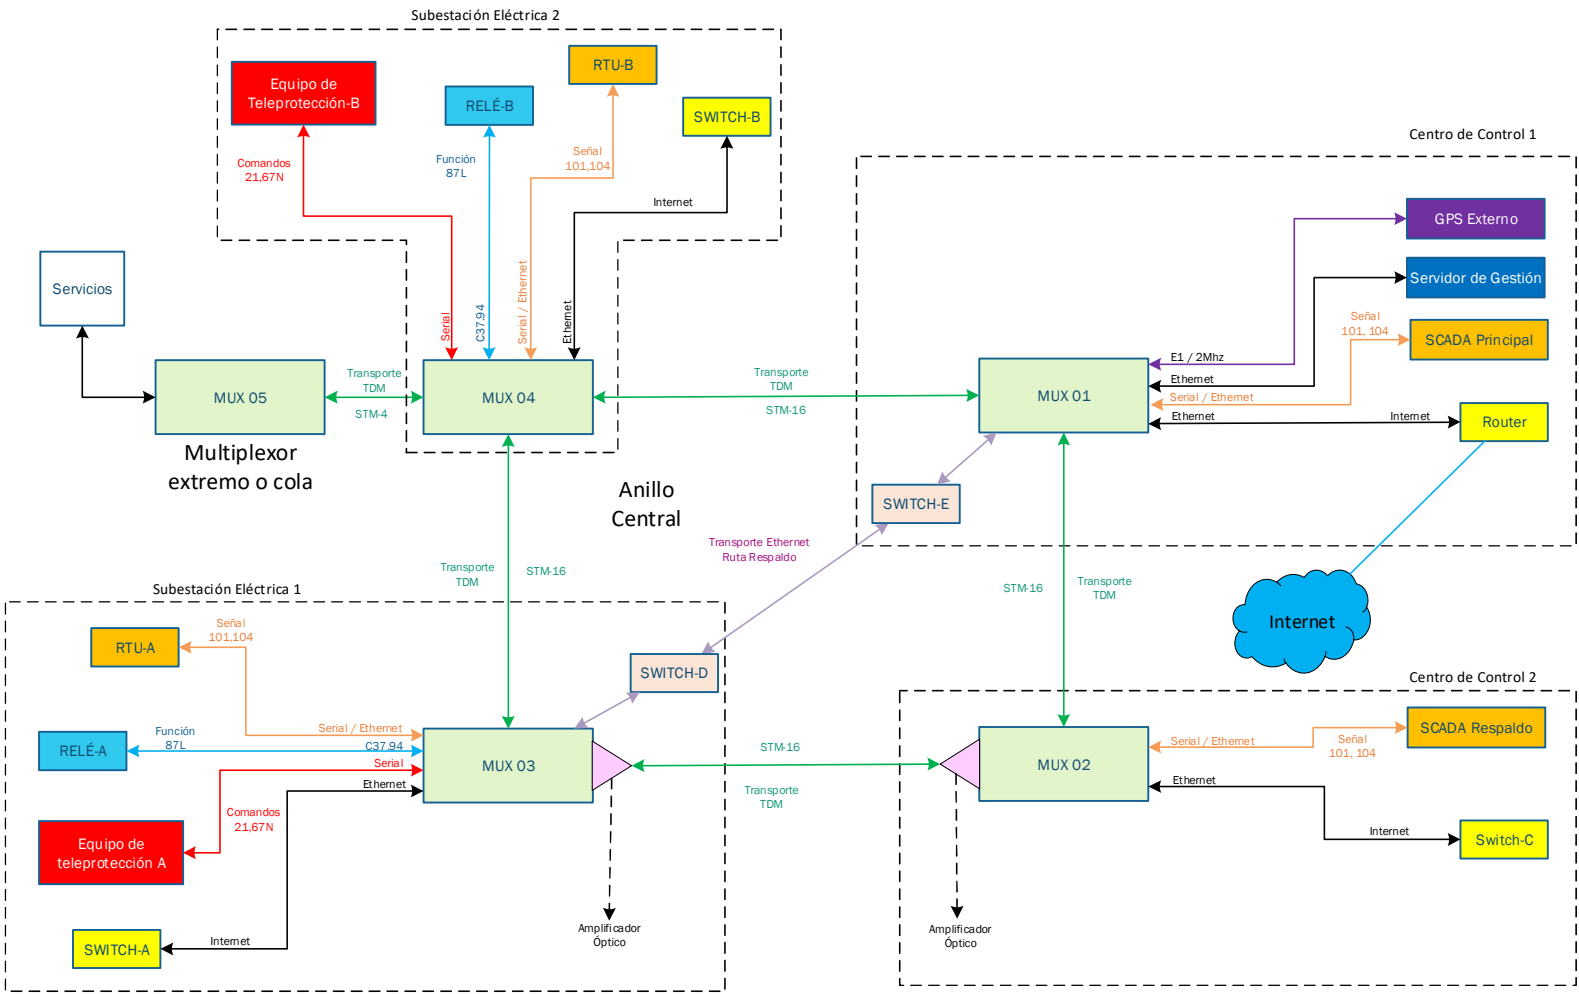 Subestación Eléctrica 2
Equipo de
Teleprotección-B
RELÉ-B
RTU-B
SWITCH-B
Comandos
21,67N
Función
87L
Señal
101,104
Internet
Serial
C37.94
Serial / Ethernet
Ethernet
Servicios
MUX 05
Multiplexor
extremo o cola
Transporte
TDM
STM-4
MUX 04
Transporte
TDM
STM-16
Anillo
Central
Centro de Control 1
GPS Externo
Servidor de Gestión
Señal
101, 104
SCADA Principal
MUX 01
E1 / 2Mhz
Ethernet
Serial / Ethernet
Ethernet
Internet
Router
SWITCH-E
Transporte Ethernet
Ruta Respaldo
Transporte
TDM
STM-16
STM-16
Transporte
TDM
Internet
Subestación Eléctrica 1
RTU-A
Señal
101,104
SWITCH-D
Serial / Ethernet
RELÉ-A
Función
87L
C37.94
Serial
Ethernet
MUX 03
Comandos
21,67N
Equipo de
teleprotección A
SWITCH-A
Internet
Amplificador
Óptico
STM-16
Transporte
TDM
Centro de Control 2
SCADA Respaldo
MUX 02
Serial / Ethernet
Señal
101, 104
Ethernet
Internet
Switch-C
Amplificador
Óptico